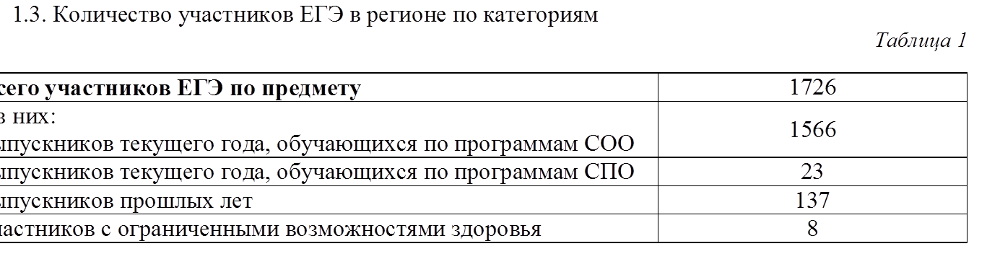 1.3. Количество участников ЕГЭ в регионе по категориям
Таблица 1
сего участников ЕГЭ по предмету 1726
з них:
ыпускников текущего года, обучающихся по программам СОО 1566
ыпускников текущего года, обучающихся по программам СПО 23
ыпускников прошлых лет 137
частников с ограниченными возможностями здоровья 8